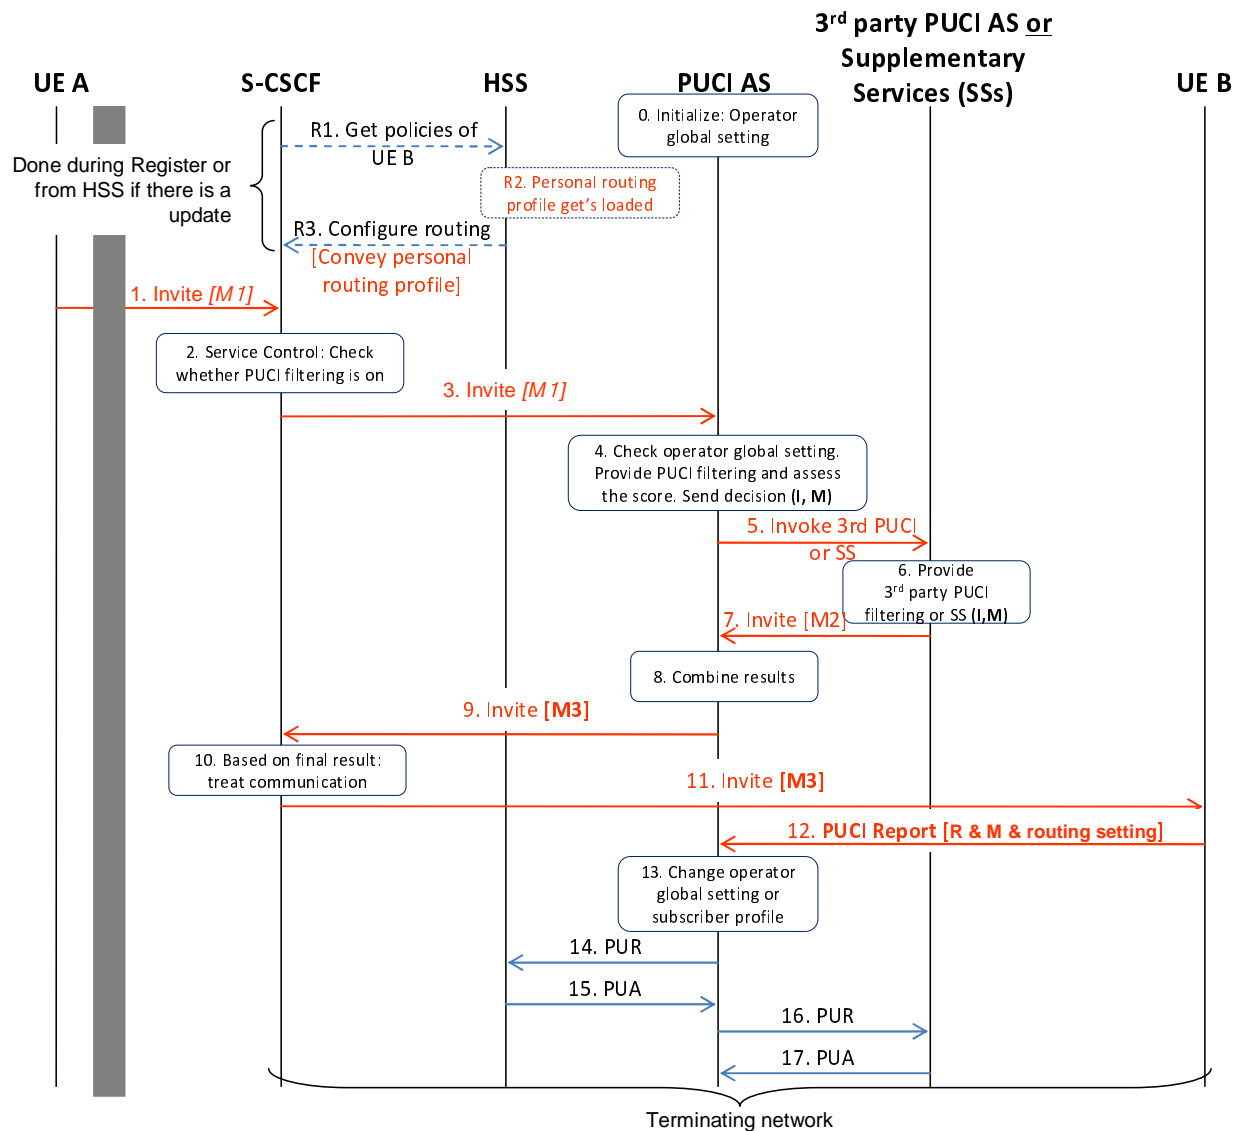 3rd party PUCI AS or
Supplementary
Services (SSs)
UE A
S-CSCF
HSS
PUCI AS
UE B
0. Initialize: Operator
global setting
R1. Get policies of
UE B
Done during Register or
from HSS if there is a
update
R2. Personal routing
profile get's loaded
R3. Configure routing
[Convey personal
routing profile]
1. Invite [M1]
2. Service Control: Check
whether PUCI filtering is on
3. Invite [M1]
4. Check operator global setting.
Provide PUCI filtering and assess
the score. Send decision (I, M)
5. Invoke 3rd PUCI
or SS
6. Provide
3rd party PUCI
filtering or SS (I,M)
7. Invite [M2]
8. Combine results
9. Invite [M3]
10. Based on final result:
treat communication
11. Invite [M3]
12. PUCI Report [R & M & routing setting]
13. Change operator
global setting or
subscriber profile
14. PUR
15. PUA
16. PUR
17. PUA
Terminating network